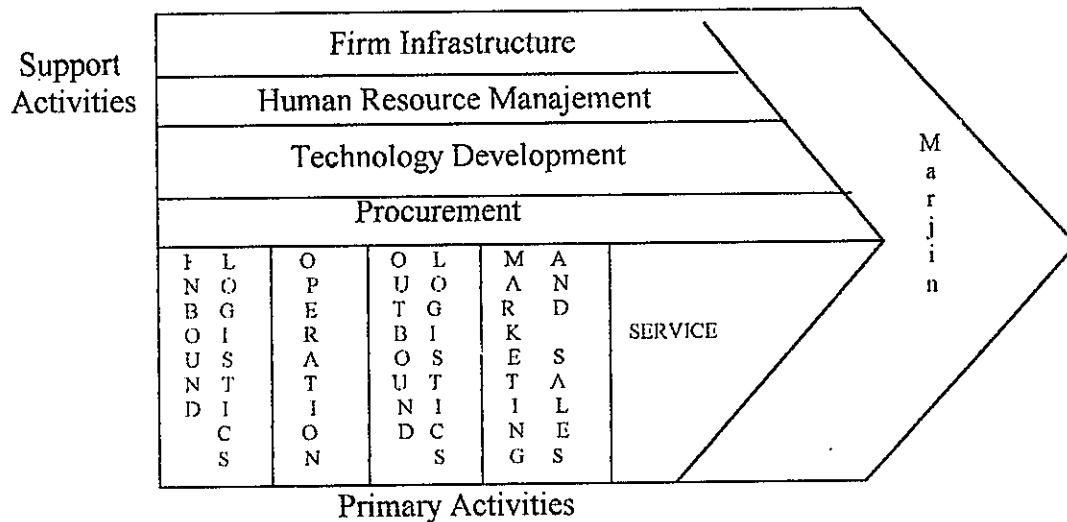 Support
Activities
Firm Infrastructure
Human Resource Manajement
Technology Development
Procurement
INBOUND
LOGISTICS
OPERATION
OUTBOUND
LOGISTICS
MARKETING
AND SALES
SERVICE
Marjin
Primary Activities